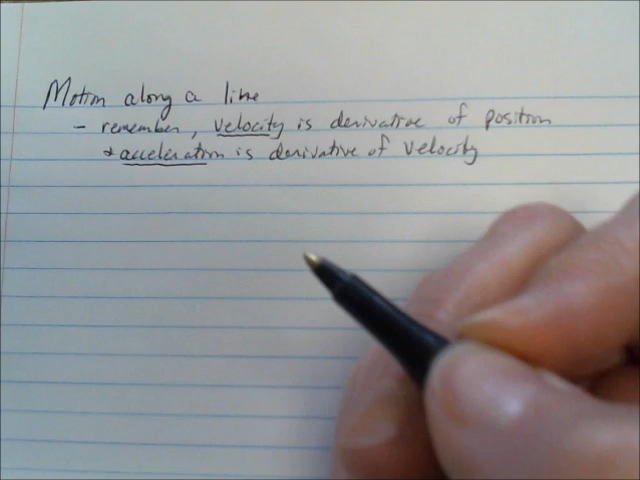 Motion along a line
- remember, velocity is derivative of position
& acceleration is derivative of velocity